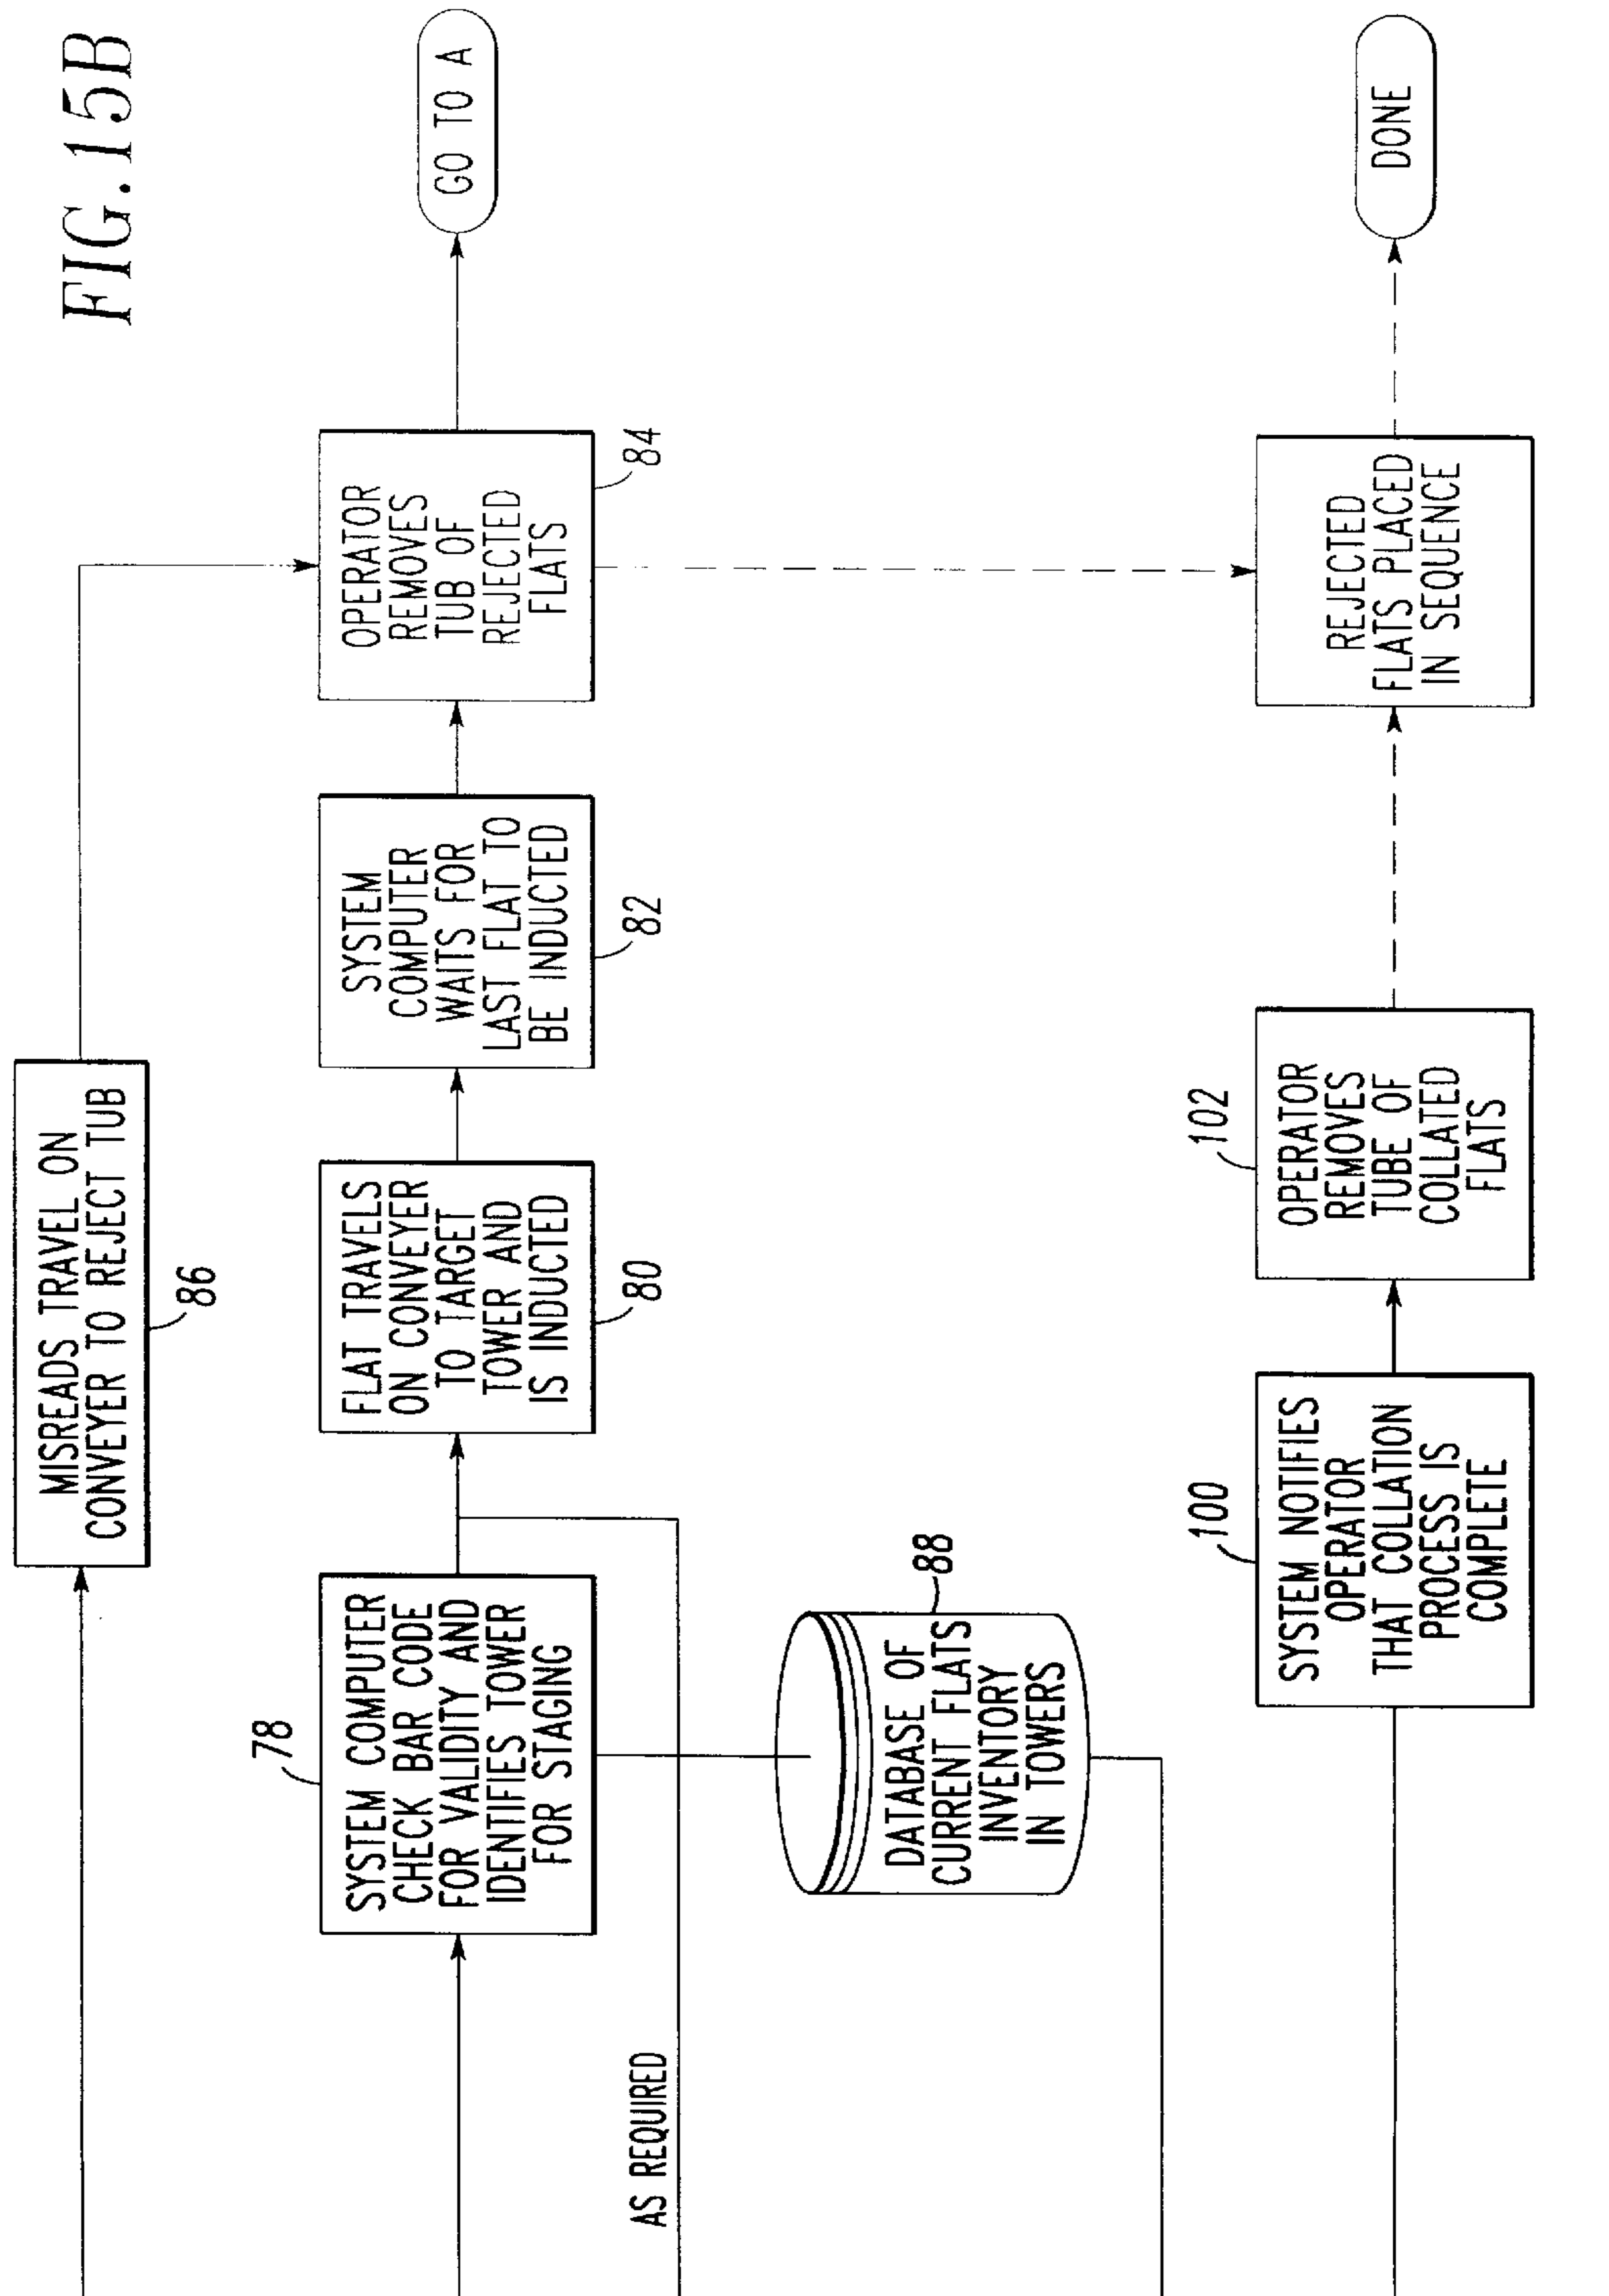 FIG. 15B
MISREADS TRAVEL ON
CONVEYER TO REJECT TUB
86
78
SYSTEM COMPUTER
CHECK BAR CODE
FOR VALIDITY AND
IDENTIFIES TOWER
FOR STAGING
FLAT TRAVELS
ON CONVEYER
TO TARGET
TOWER AND
IS INDUCTED
80
SYSTEM
COMPUTER
WAITS FOR
LAST FLAT TO
BE INDUCTED
82
OPERATOR
REMOVES
TUB OF
REJECTED
FLATS
84
GO TO A
AS REQUIRED
88
DATABASE OF
CURRENT FLATS
INVENTORY
IN TOWERS
100
SYSTEM NOTIFIES
OPERATOR
THAT COLLATION
PROCESS IS
COMPLETE
102
OPERATOR
REMOVES
TUBE OF
COLLATED
FLATS
REJECTED
FLATS PLACED
IN SEQUENCE
DONE